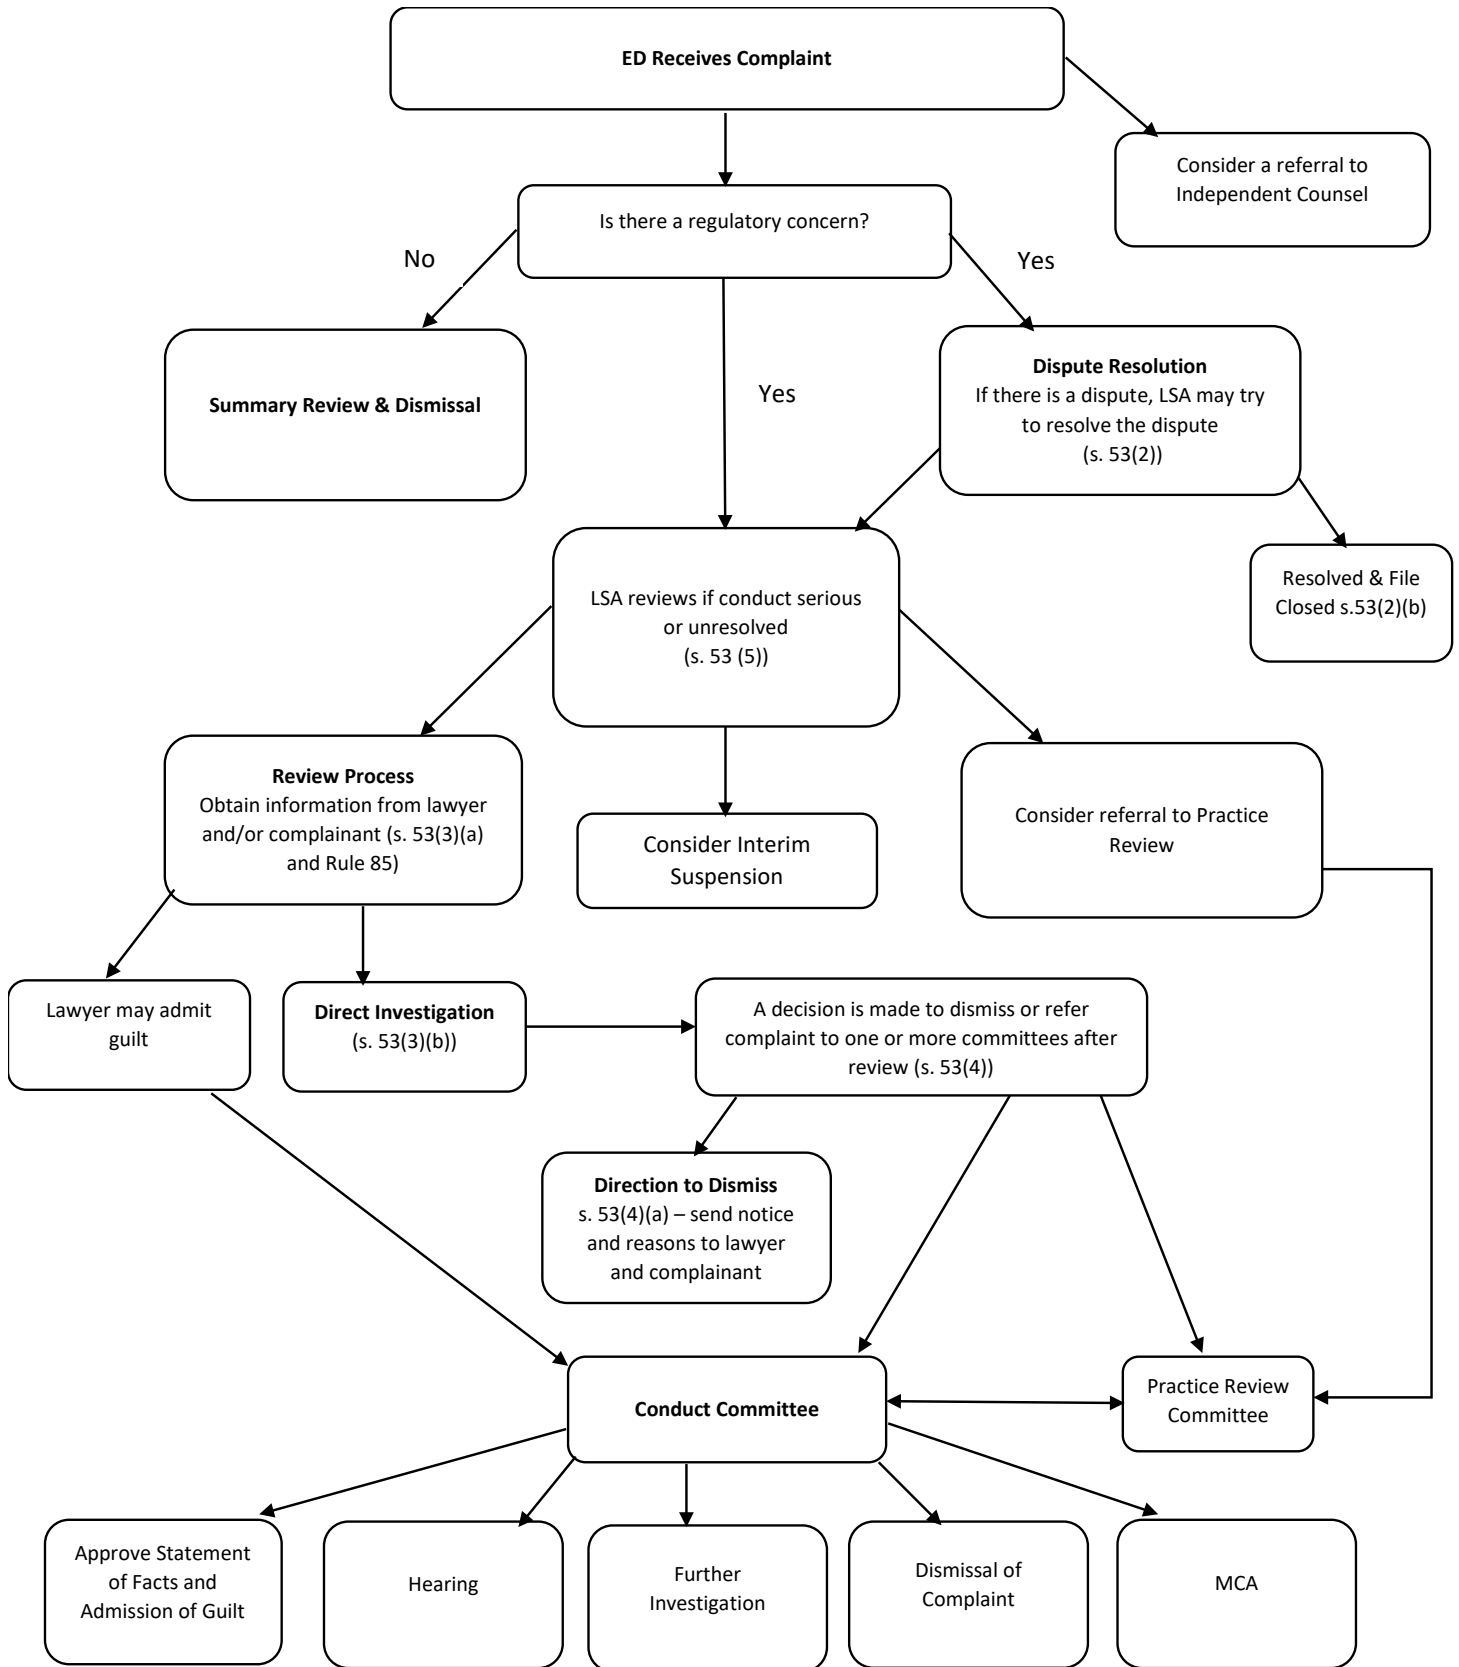 ED Receives Complaint
Consider a referral to
Independent Counsel
Is there a regulatory concern?
No
Yes
Summary Review & Dismissal
Yes
Dispute Resolution
If there is a dispute, LSA may try
to resolve the dispute
(s. 53(2))
LSA reviews if conduct serious
or unresolved
(s. 53 (5))
Resolved & File
Closed s.53(2)(b)
Review Process
Obtain information from lawyer
and/or complainant (s. 53(3)(a)
and Rule 85)
Consider Interim
Suspension
Consider referral to Practice
Review
Lawyer may admit
guilt
Direct Investigation
(s. 53(3)(b))
A decision is made to dismiss or refer
complaint to one or more committees after
review (s. 53(4))
Direction to Dismiss
s. 53(4)(a) – send notice
and reasons to lawyer
and complainant
Conduct Committee
Practice Review
Committee
Approve Statement
of Facts and
Admission of Guilt
Hearing
Further
Investigation
Dismissal of
Complaint
MCA